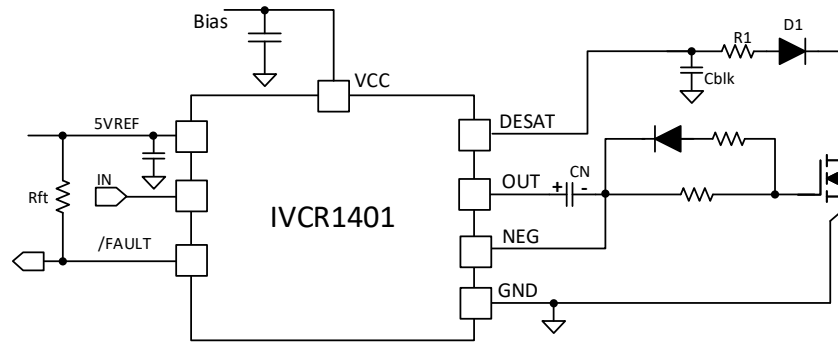 Bias
VCC
D1
R1
Cblk
5VREF
DESAT
IN
OUT
+ CN -
Rft
IVCR1401
NEG
/FAULT
GND